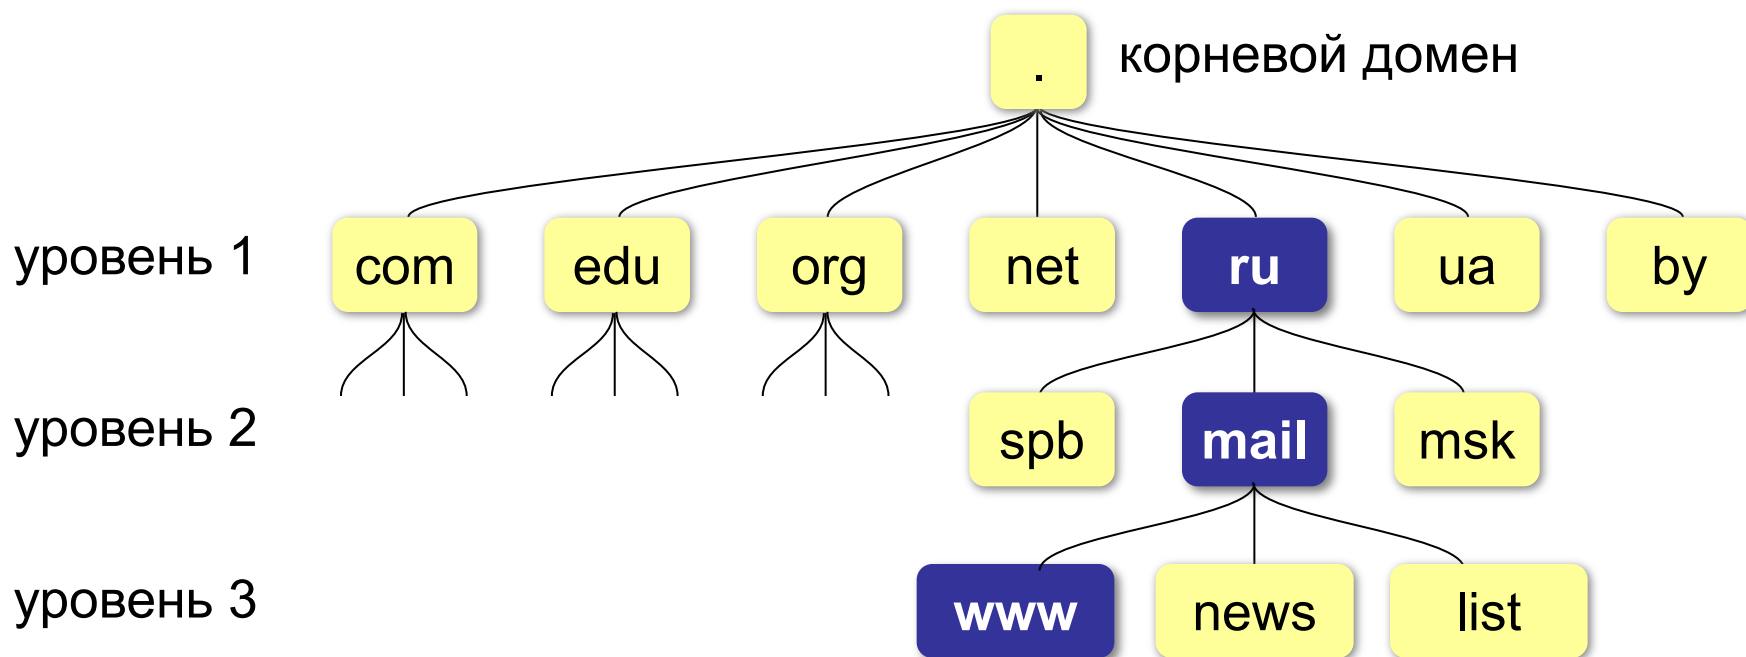 . корневой домен
уровень 1 com edu org net ru ua by
уровень 2 spb mail msk
уровень 3 www news list